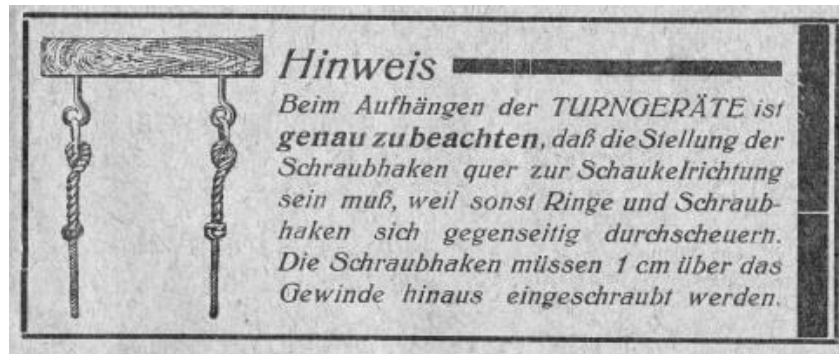 Hinweis
Beim Aufhängen der TURNGERÄTE ist
genau zu beachten, daß die Stellung der
Schraubhaken quer zur Schaukelrichtung
sein muß, weil sonst Ringe und Schraub-
haken sich gegenseitig durchscheuern.
Die Schraubhaken müssen 1 cm über das
Gewinde hinaus eingeschraubt werden.